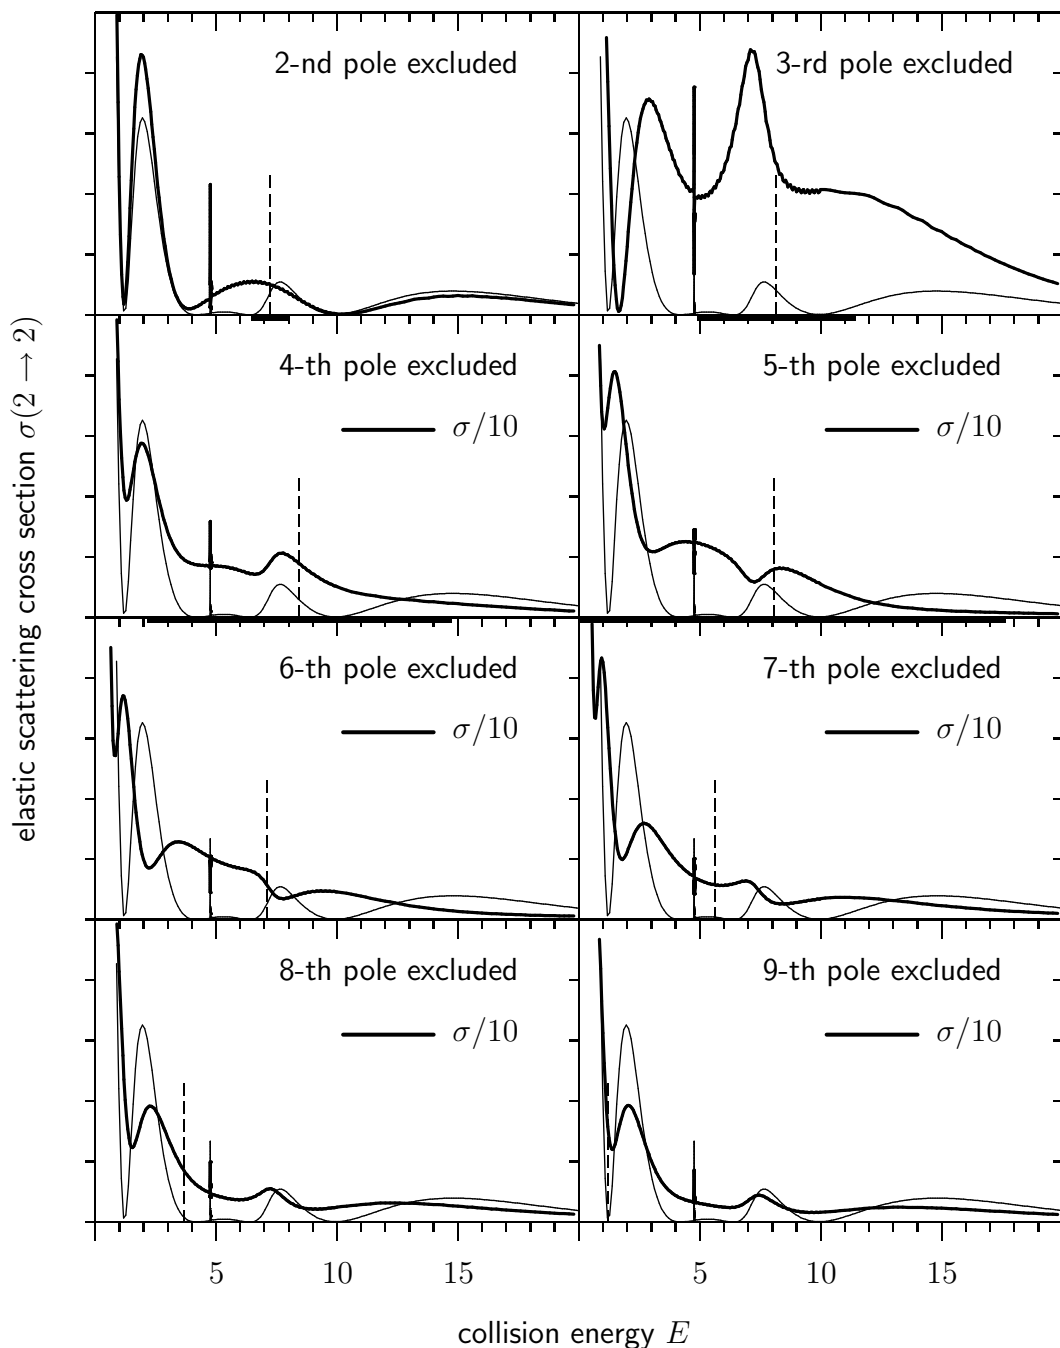 elastic scattering cross section σ(2 → 2)
2-nd pole excluded
3-rd pole excluded
4-th pole excluded
σ/10
5-th pole excluded
σ/10
6-th pole excluded
σ/10
7-th pole excluded
σ/10
8-th pole excluded
σ/10
9-th pole excluded
σ/10
5 10 15 5 10 15
collision energy E